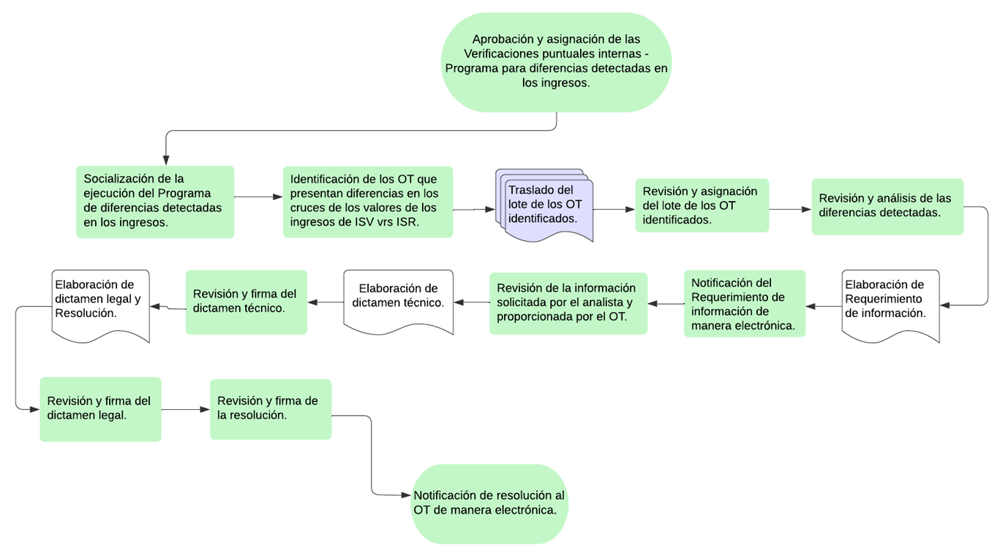 Aprobación y asignación de las
Verificaciones puntuales internas -
Programa para diferencias detectadas en
los ingresos.
Socialización de la
ejecución del Programa
de diferencias detectadas
en los ingresos.
Identificación de los OT que
presentan diferencias en los
cruces de los valores de los
ingresos de ISV vrs ISR.
Traslado del
lote de los OT
identificados.
Revisión y asignación
del lote de los OT
identificados.
Revisión y análisis de las
diferencias detectadas.
Elaboración de
Requerimiento
de información.
Notificación del
Requerimiento de
información de
manera electrónica.
Revisión de la información
solicitada por el analista y
proporcionada por el OT.
Elaboración de
dictamen técnico.
Revisión y firma del
dictamen técnico.
Elaboración de
dictamen legal y
Resolución.
Revisión y firma del
dictamen legal.
Revisión y firma de
la resolución.
Notificación de resolución al
OT de manera electrónica.